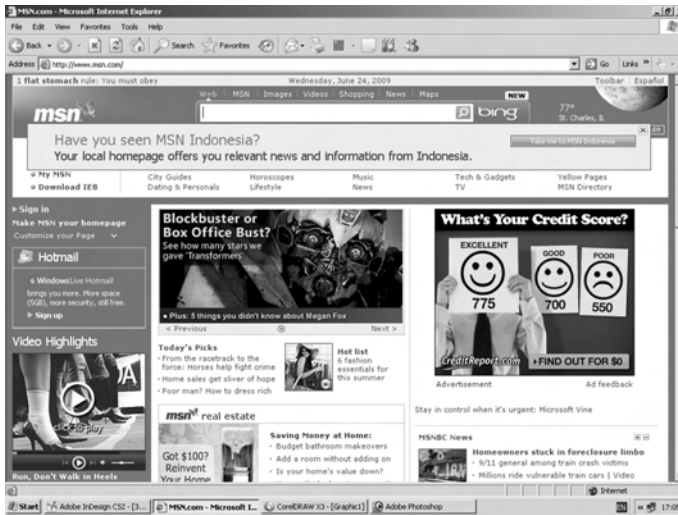 MSN.com - Microsoft Internet Explorer
File Edit View Favorites Tools Help
Back Search Favorites
Address http://www.msn.com/ Go Links »
1 flat stomach rule: You must obey Wednesday, June 24, 2009 Toolbar Español
Web MSN Images Videos Shopping News Maps NEW
msn bing 77°
St. Charles, IL
Have you seen MSN Indonesia? Take me to MSN Indonesia
Your local homepage offers you relevant news and information from Indonesia.
My MSN City Guides Horoscopes Music Tech & Gadgets Yellow Pages
Download IE8 Dating & Personals Lifestyle News TV MSN Directory
Sign in
Make MSN your homepage
Customize your Page
Hotmail
WindowsLive Hotmail
brings you more. More space
(5GB), more security, still free.
Sign up
Video Highlights
click to play
Run, Don't Walk in Heels
Blockbuster or
Box Office Bust?
See how many stars we
gave 'Transformers'
Plus: 5 things you didn't know about Megan Fox
< Previous Next >
Today's Picks
From the racetrack to the
force: Horses help fight crime
Home sales get sliver of hope
Poor man? How to dress rich
Hot list
6 fashion
essentials for
this summer
msn real estate
Got $100?
Reinvent
Your Home
Saving Money at Home:
Budget bathroom makeovers
Add a room without adding on
Is your home's value down?
What's Your Credit Score?
EXCELLENT GOOD POOR
775 700 550
CreditReport.com FIND OUT FOR $0
Advertisement Ad feedback
Stay in control when it's urgent: Microsoft Vine
MSNBC News
Homeowners stuck in foreclosure limbo
9/11 general among train crash victims
Millions ride vulnerable train cars | Video
Internet
Start Adobe InDesign CS2 - [3... MSN.com - Microsoft I... CorelDRAW X3 - [Graphic1] Adobe Photoshop EN « 17:05